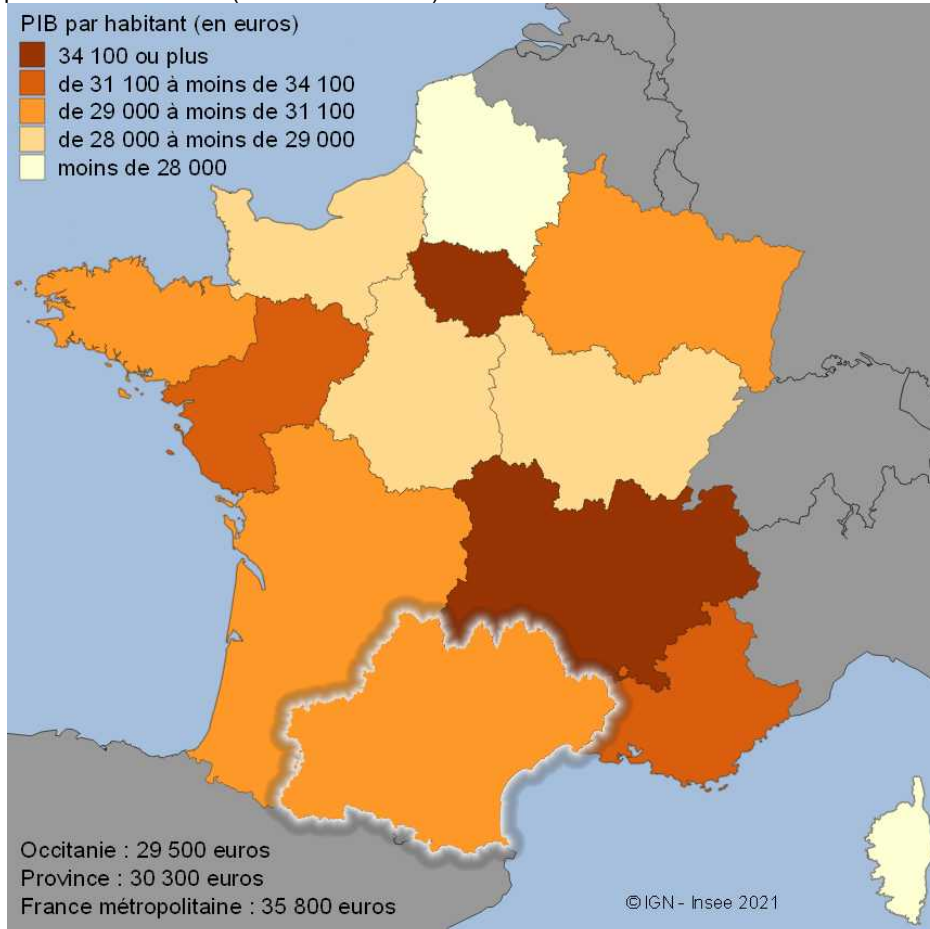 PIB par habitant (en euros)
34 100 ou plus
de 31 100 à moins de 34 100
de 29 000 à moins de 31 100
de 28 000 à moins de 29 000
moins de 28 000
Occitanie : 29 500 euros
Province : 30 300 euros
France métropolitaine : 35 800 euros
© IGN - Insee 2021